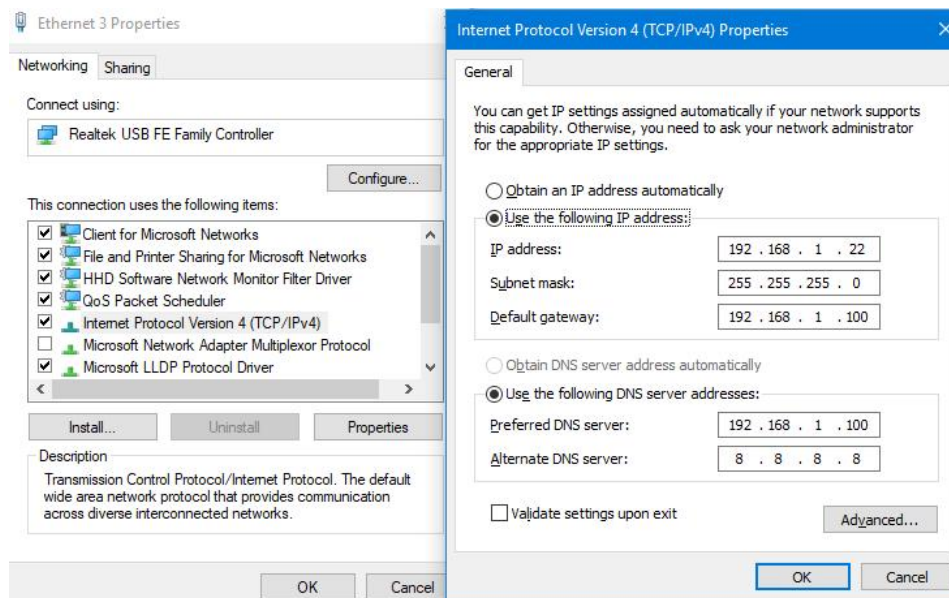 Ethernet 3 Properties
Networking
Sharing
Connect using:
Realtek USB FE Family Controller
Configure...
This connection uses the following items:
Client for Microsoft Networks
File and Printer Sharing for Microsoft Networks
HHD Software Network Monitor Filter Driver
QoS Packet Scheduler
Internet Protocol Version 4 (TCP/IPv4)
Microsoft Network Adapter Multiplexor Protocol
Microsoft LLDP Protocol Driver
Install...
Uninstall
Properties
Description
Transmission Control Protocol/Internet Protocol. The default
wide area network protocol that provides communication
across diverse interconnected networks.
OK
Cancel
Internet Protocol Version 4 (TCP/IPv4) Properties
General
You can get IP settings assigned automatically if your network supports
this capability. Otherwise, you need to ask your network administrator
for the appropriate IP settings.
Obtain an IP address automatically
Use the following IP address:
IP address: 192 . 168 . 1 . 22
Subnet mask: 255 . 255 . 255 . 0
Default gateway: 192 . 168 . 1 . 100
Obtain DNS server address automatically
Use the following DNS server addresses:
Preferred DNS server: 192 . 168 . 1 . 100
Alternate DNS server: 8 . 8 . 8 . 8
Validate settings upon exit
Advanced...
OK
Cancel